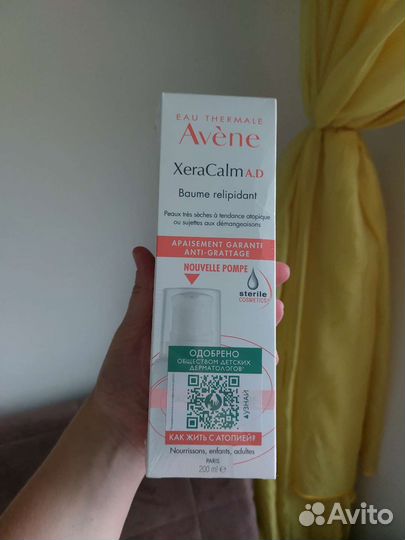 EAU THERMALE
Avène
XeraCalm A.D
Baume relipidant
Peaux très sèches à tendance atopique
ou sujettes aux démangeaisons
APAISEMENT GARANTI
ANTI-GRATTAGE
NOUVELLE POMPE
sterile
COSMETICS
ОДОБРЕНО
ОБЩЕСТВОМ ДЕТСКИХ
ДЕРМАТОЛОГОВ*
УЗНАЙ
КАК ЖИТЬ С АТОПИЕЙ?
Nourrissons, enfants, adultes
PARIS
200 ml ℮
Avito